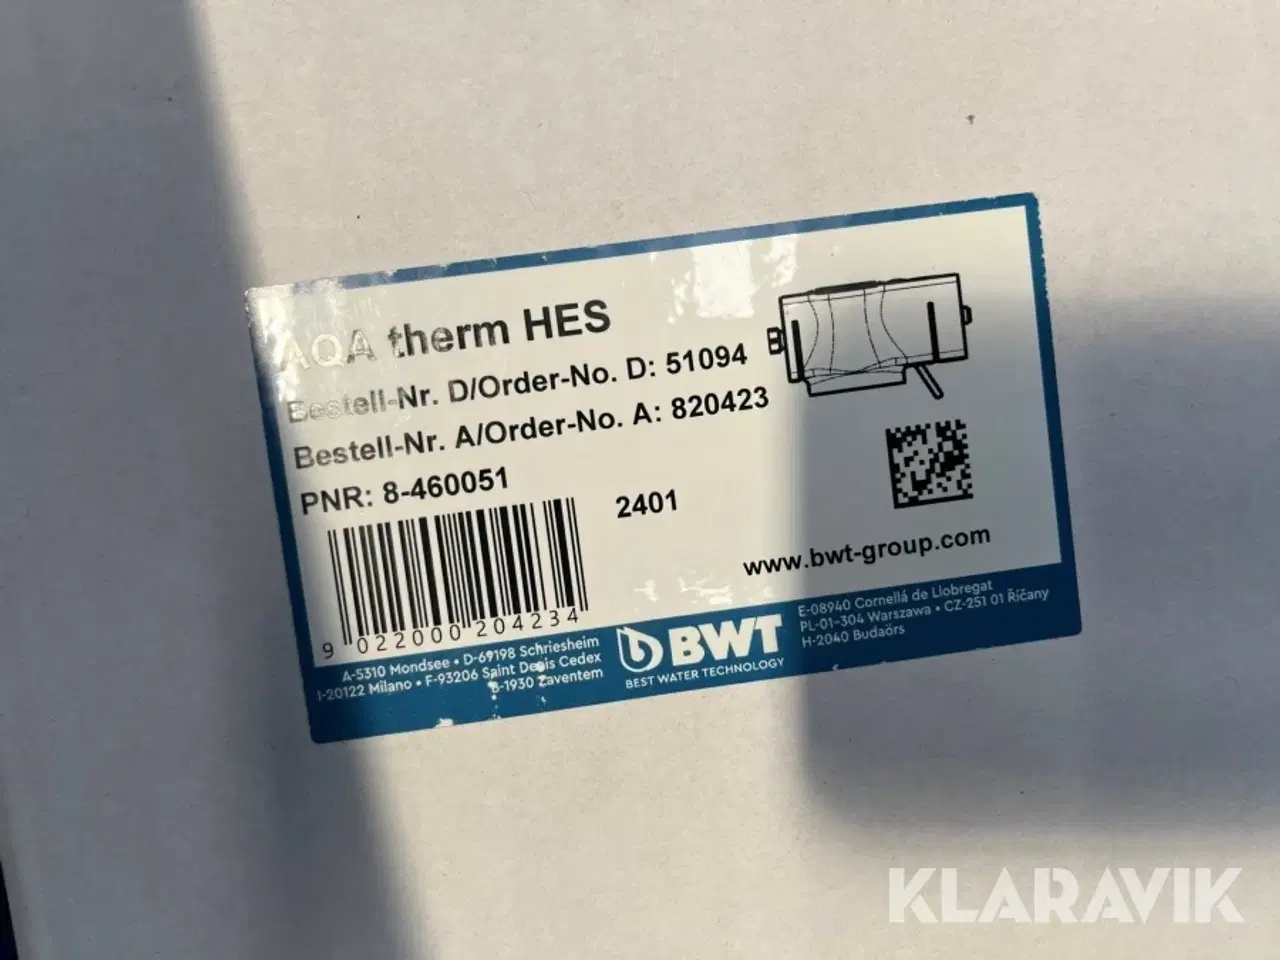 AQA therm HES
Bestell-Nr. D/Order-No. D: 51094
Bestell-Nr. A/Order-No. A: 820423
PNR: 8-460051
2401
www.bwt-group.com
9 022000 204234
A-5310 Mondsee • D-69198 Schriesheim
I-20122 Milano • F-93206 Saint Denis Cedex
B-1930 Zaventem
BWT
BEST WATER TECHNOLOGY
E-08940 Cornellá de Llobregat
PL-01-304 Warszawa • CZ-251 01 Říčany
H-2040 Budaörs
KLARAVIK